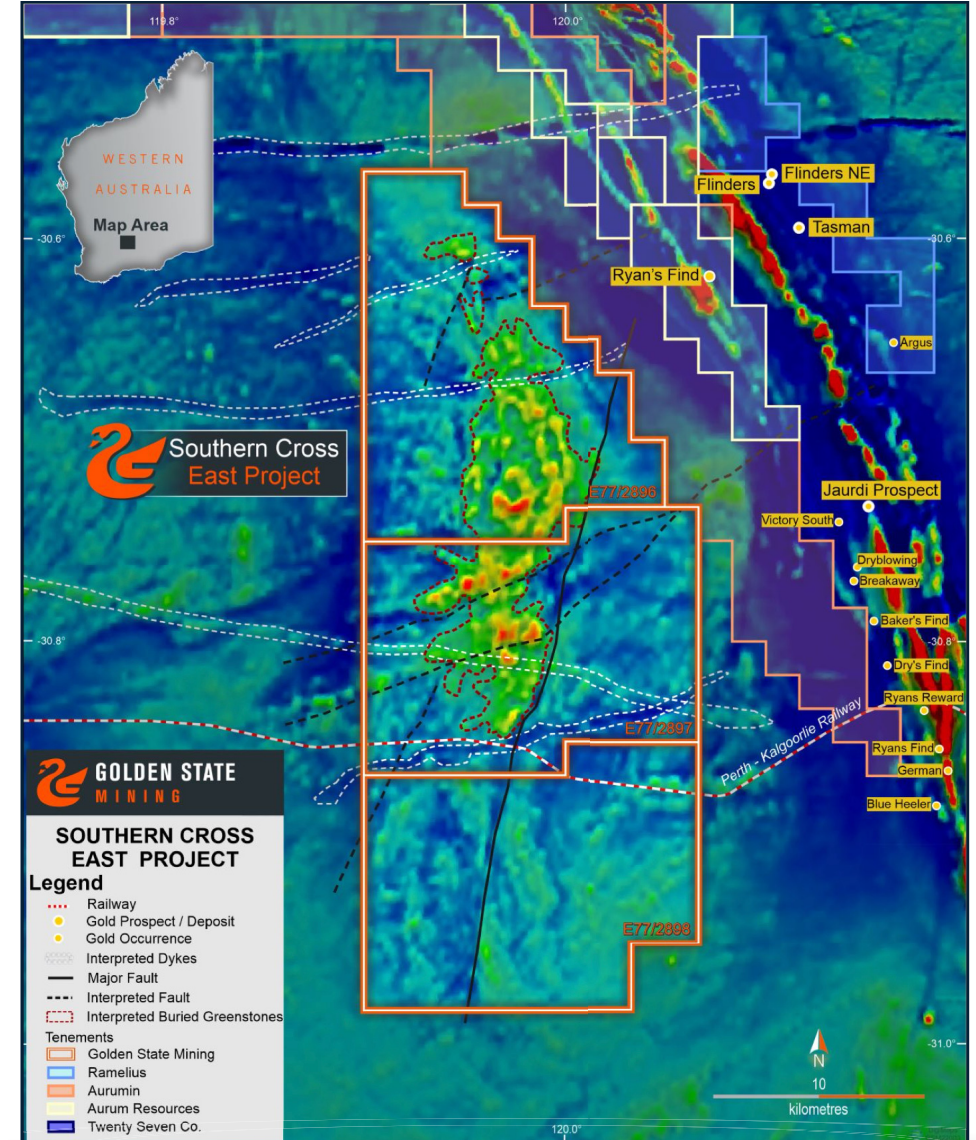 119.8°
120.0°
WESTERN
AUSTRALIA
Map Area
-30.6°
-30.6°
Flinders NE
Flinders
Tasman
Ryan's Find
Argus
Southern Cross
East Project
E77/2896
Jaurdi Prospect
Victory South
Dryblowing
Breakaway
Baker's Find
-30.8°
-30.8°
Dry's Find
Ryans Reward
E77/2897
Perth - Kalgoorlie Railway
Ryans Find
German
Blue Heeler
E77/2898
-31.0°
GOLDEN STATE
MINING
SOUTHERN CROSS
EAST PROJECT
Legend
Railway
Gold Prospect / Deposit
Gold Occurrence
Interpreted Dykes
Major Fault
Interpreted Fault
Interpreted Buried Greenstones
Tenements
Golden State Mining
Ramelius
Aurumin
Aurum Resources
Twenty Seven Co.
N
10
kilometres
120.0°